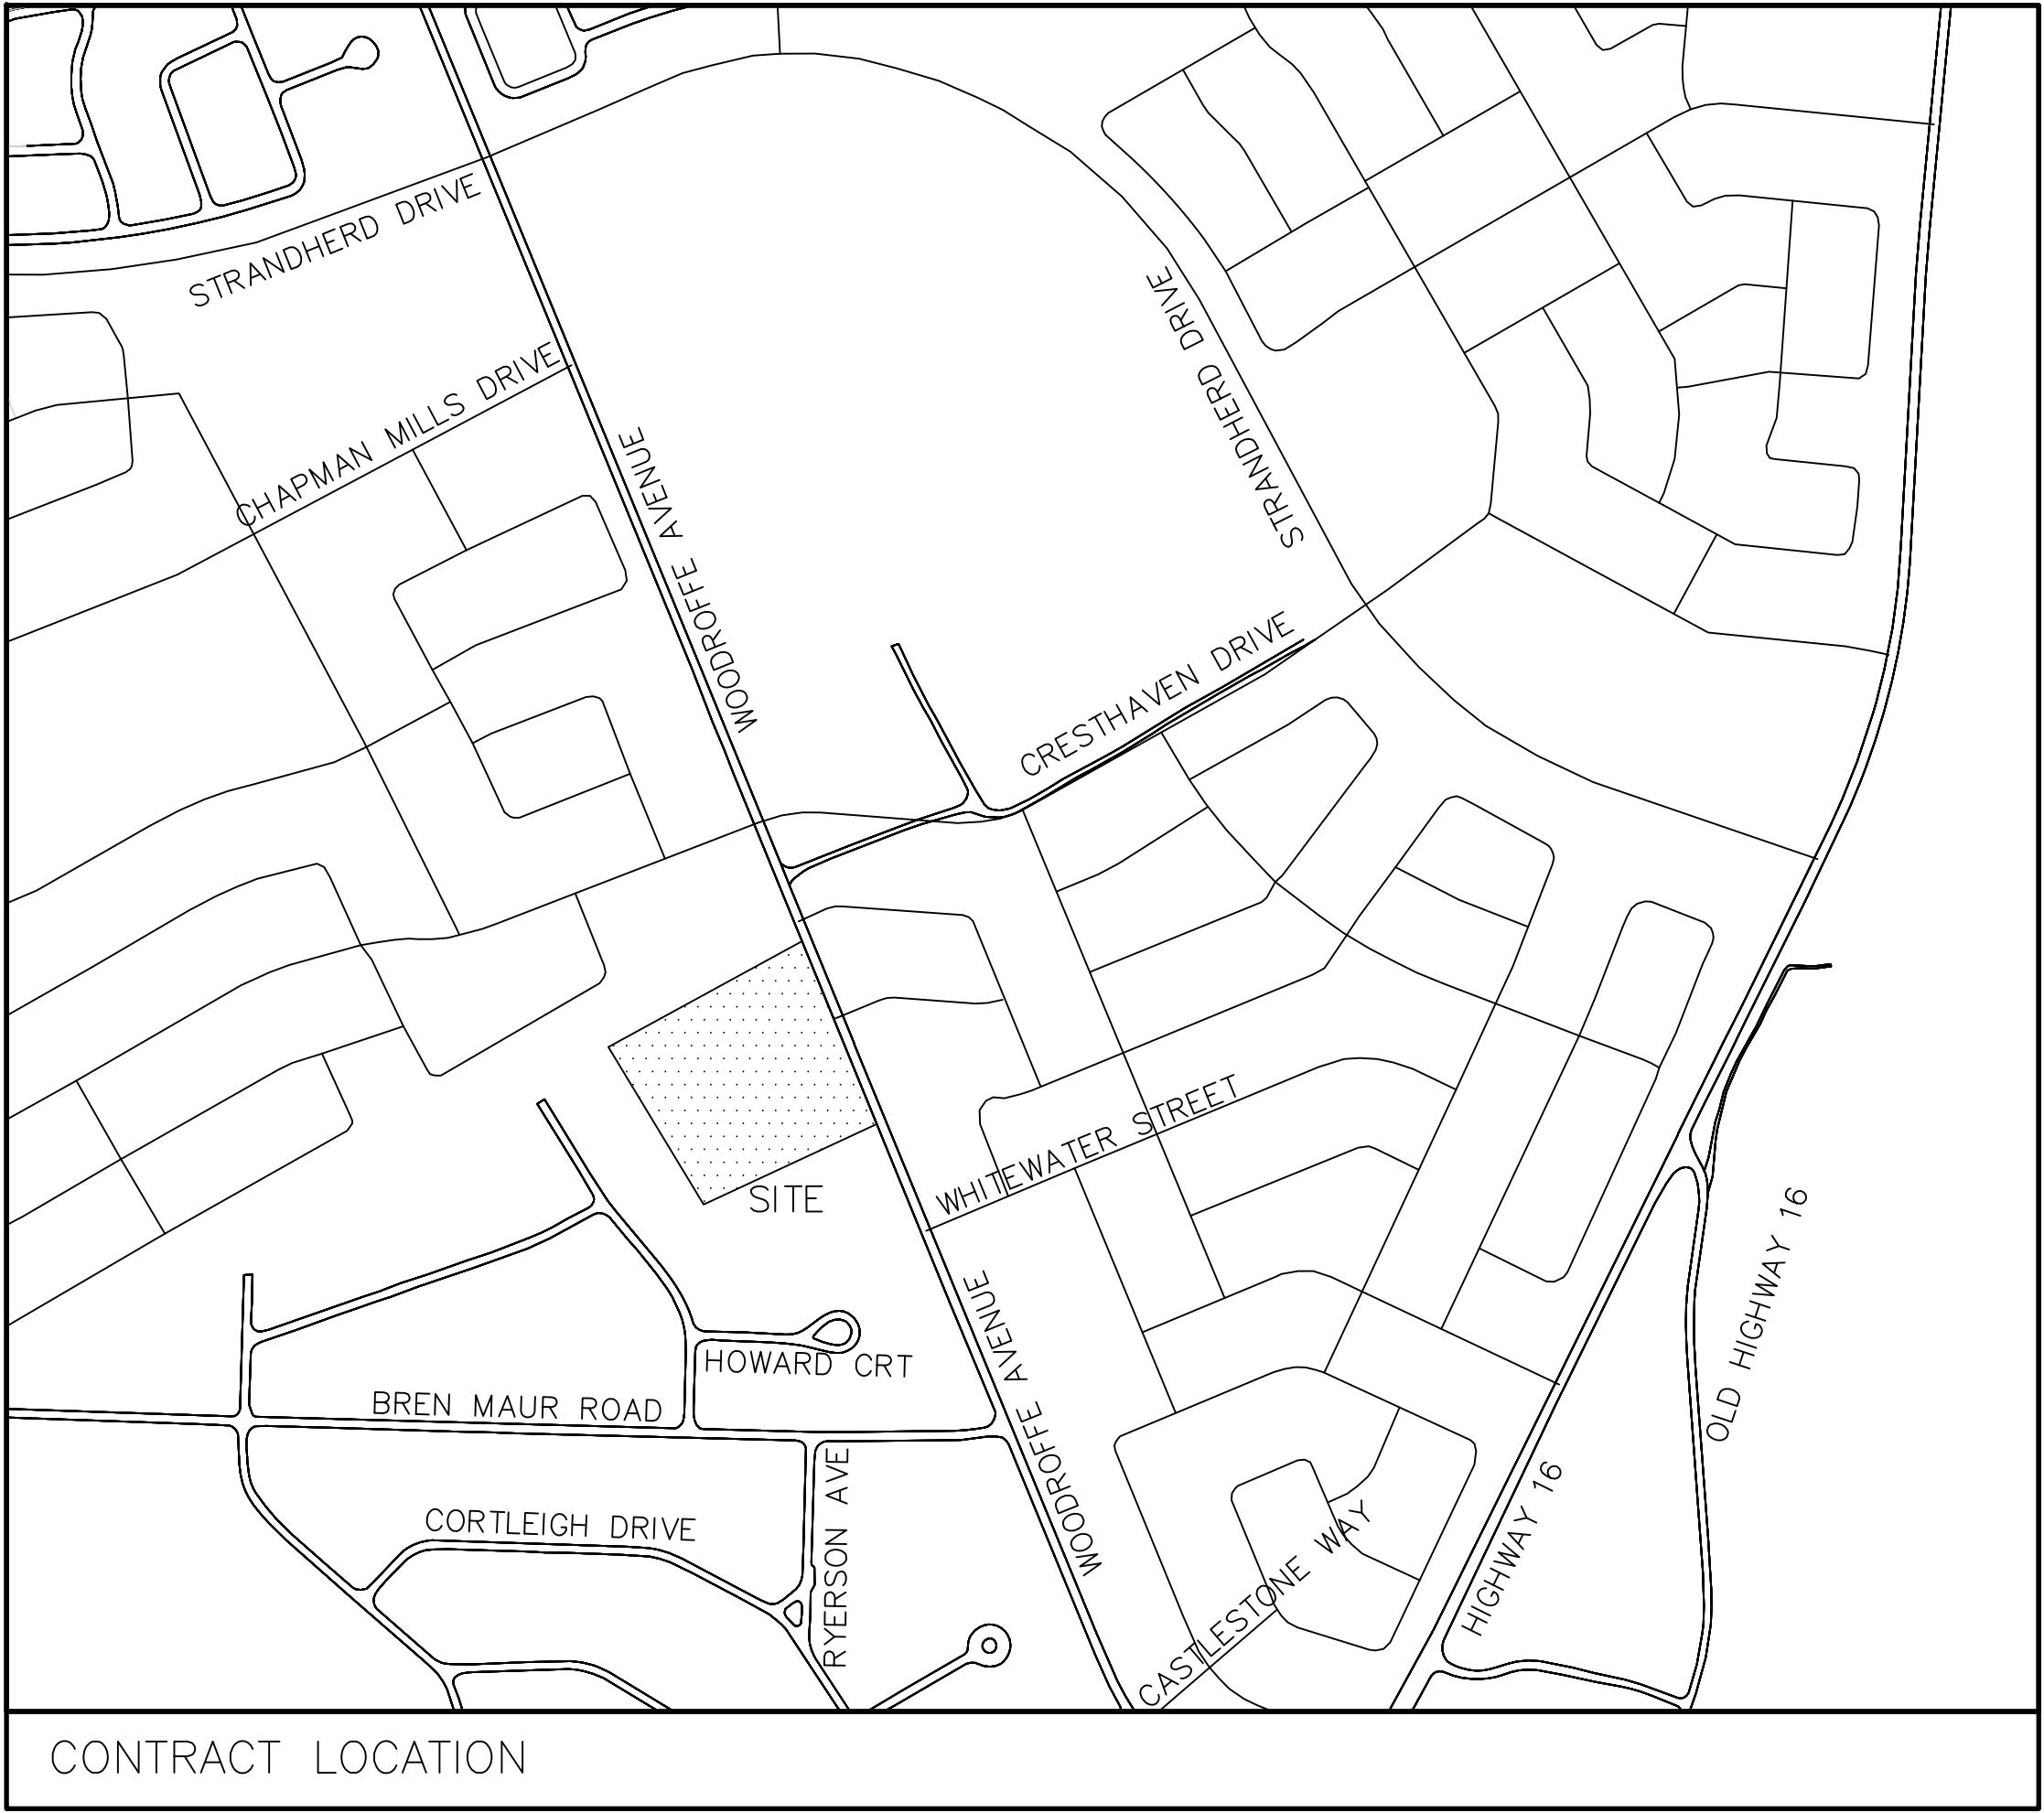 STRANDHERD DRIVE
STRANDHERD DRIVE
CHAPMAN MILLS DRIVE
WOODROFFE AVENUE
CRESTHAVEN DRIVE
WHITEWATER STREET
SITE
OLD HIGHWAY 16
WOODROFFE AVENUE
HOWARD CRT
BREN MAUR ROAD
RYERSON AVE
HIGHWAY 16
CORTLEIGH DRIVE
CASTLESTONE WAY
CONTRACT LOCATION